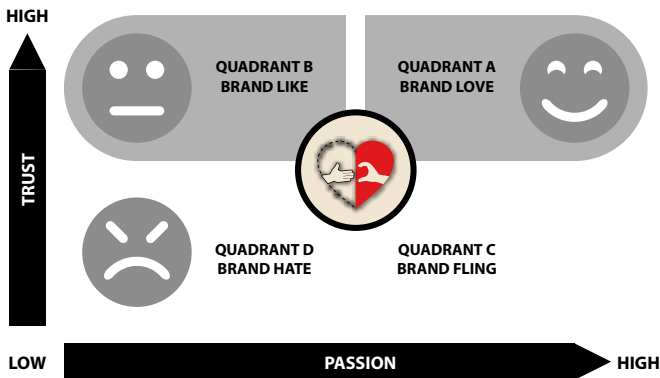 HIGH
QUADRANT B
BRAND LIKE
QUADRANT A
BRAND LOVE
TRUST
QUADRANT D
BRAND HATE
QUADRANT C
BRAND FLING
LOW
PASSION
HIGH